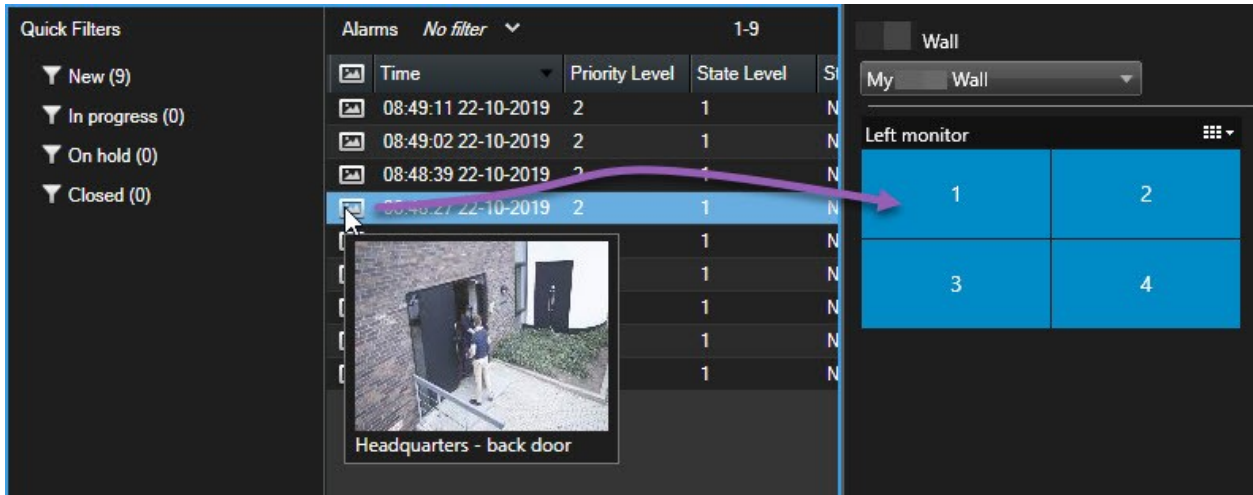 Quick Filters
New (9)
In progress (0)
On hold (0)
Closed (0)
Alarms No filter 1-9
Time Priority Level State Level
08:49:11 22-10-2019 2 1 N
08:49:02 22-10-2019 2 1 N
08:48:39 22-10-2019 2 1 N
08:48:27 22-10-2019 2 1 N
1 N
1 N
1 N
1 N
1 N
Headquarters - back door
Wall
My Wall
Left monitor
1 2
3 4